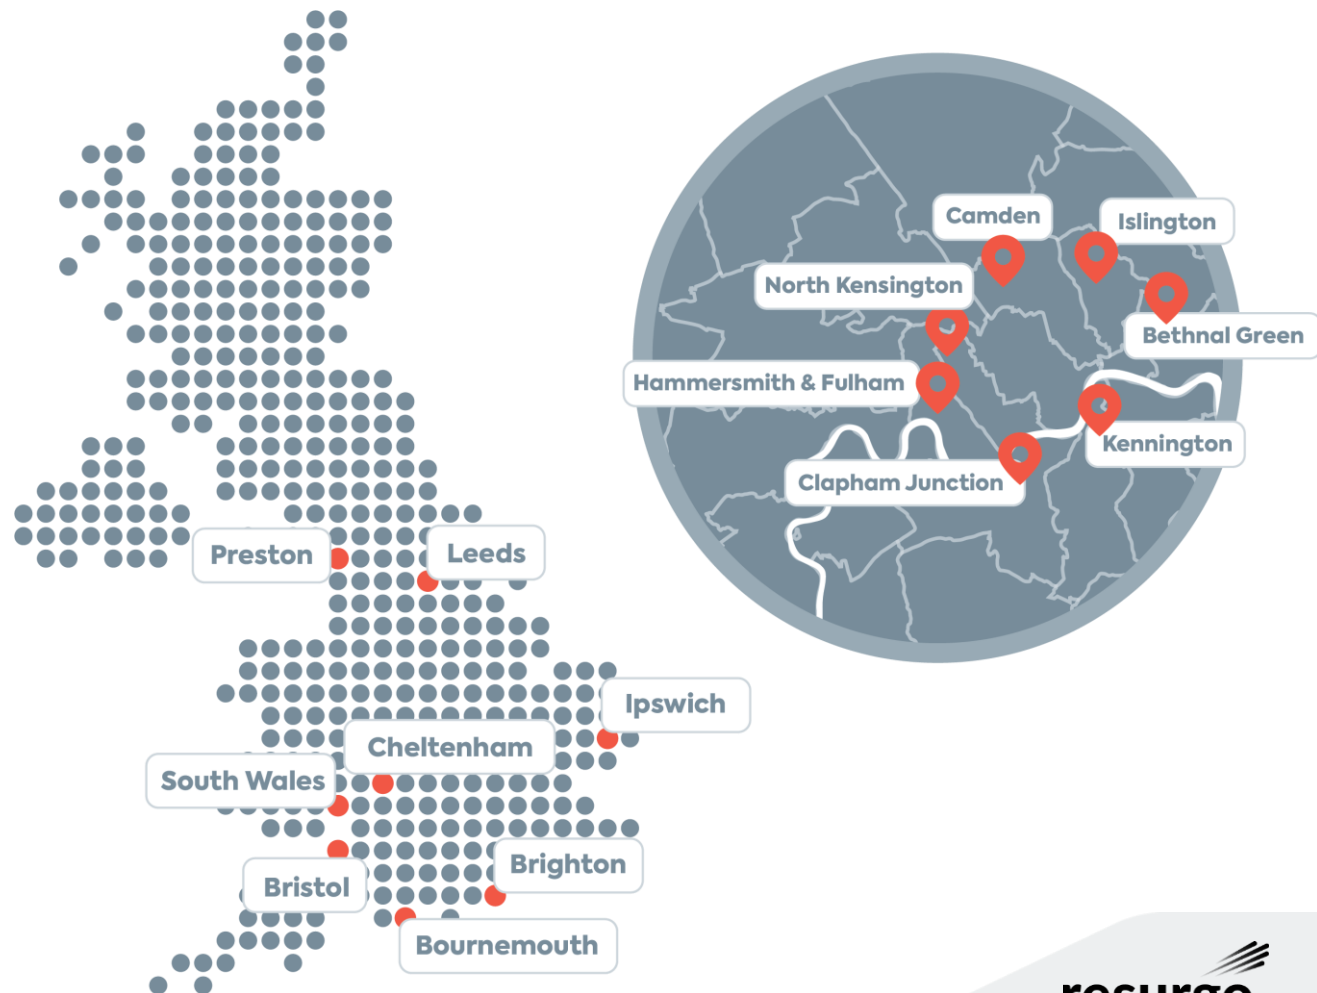 Camden
Islington
North Kensington
Bethnal Green
Hammersmith & Fulham
Kennington
Clapham Junction
Preston
Leeds
Ipswich
Cheltenham
South Wales
Brighton
Bristol
Bournemouth
resurgo